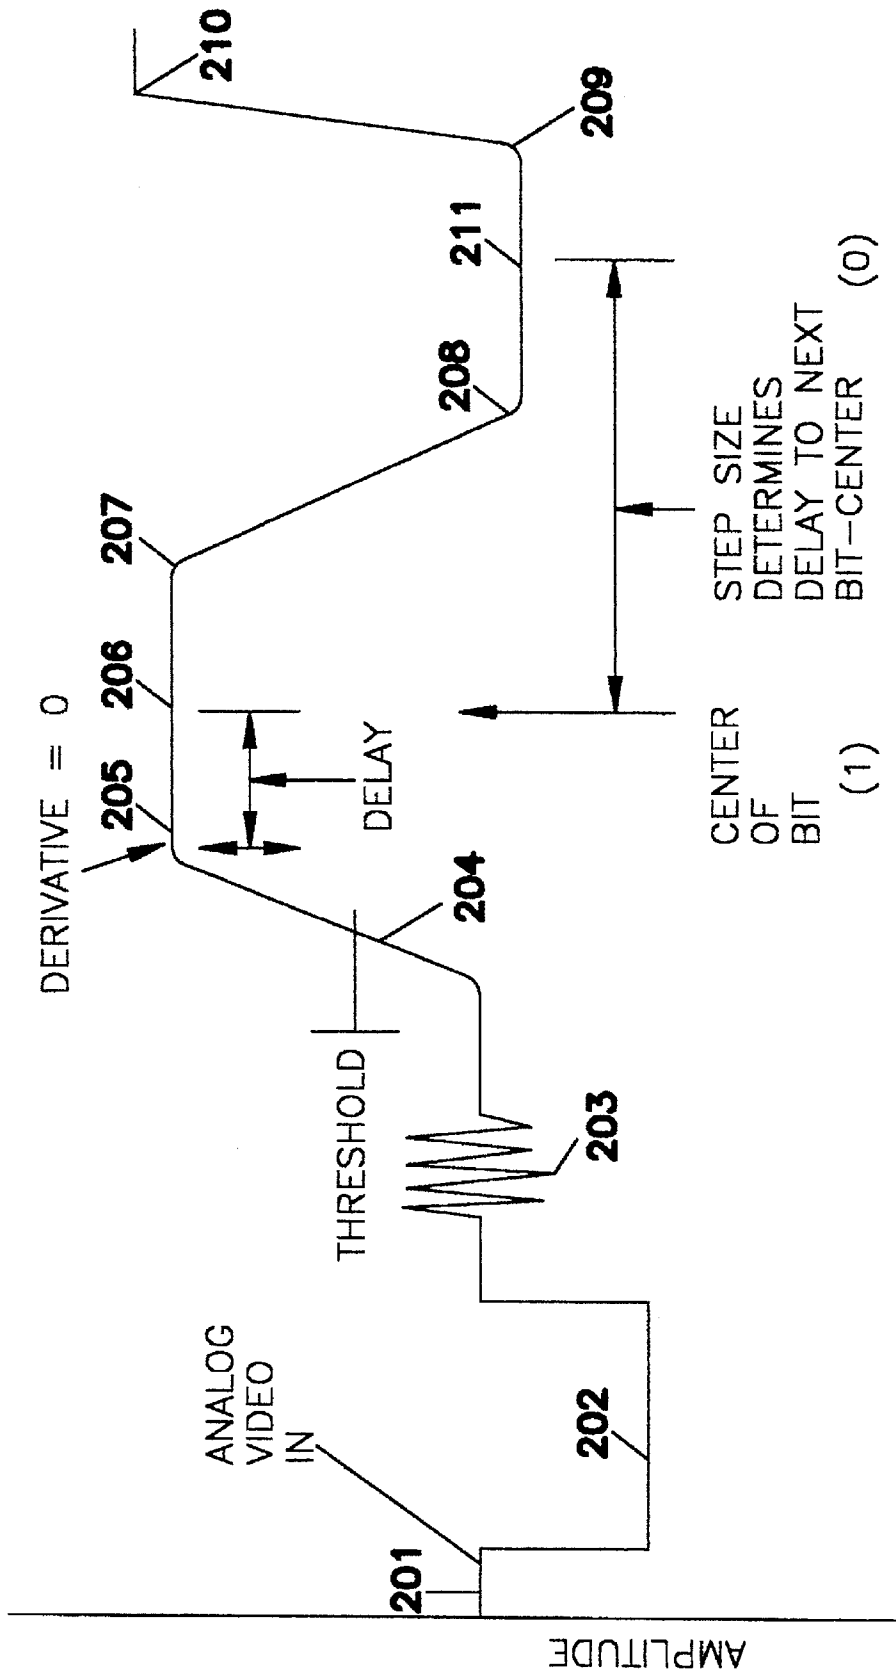 AMPLITUDE
201
ANALOG
VIDEO
IN
202
203
THRESHOLD
204
DERIVATIVE = 0
205
206
207
DELAY
208
211
209
210
CENTER
OF
BIT
(1)
STEP SIZE
DETERMINES
DELAY TO NEXT
BIT-CENTER (0)